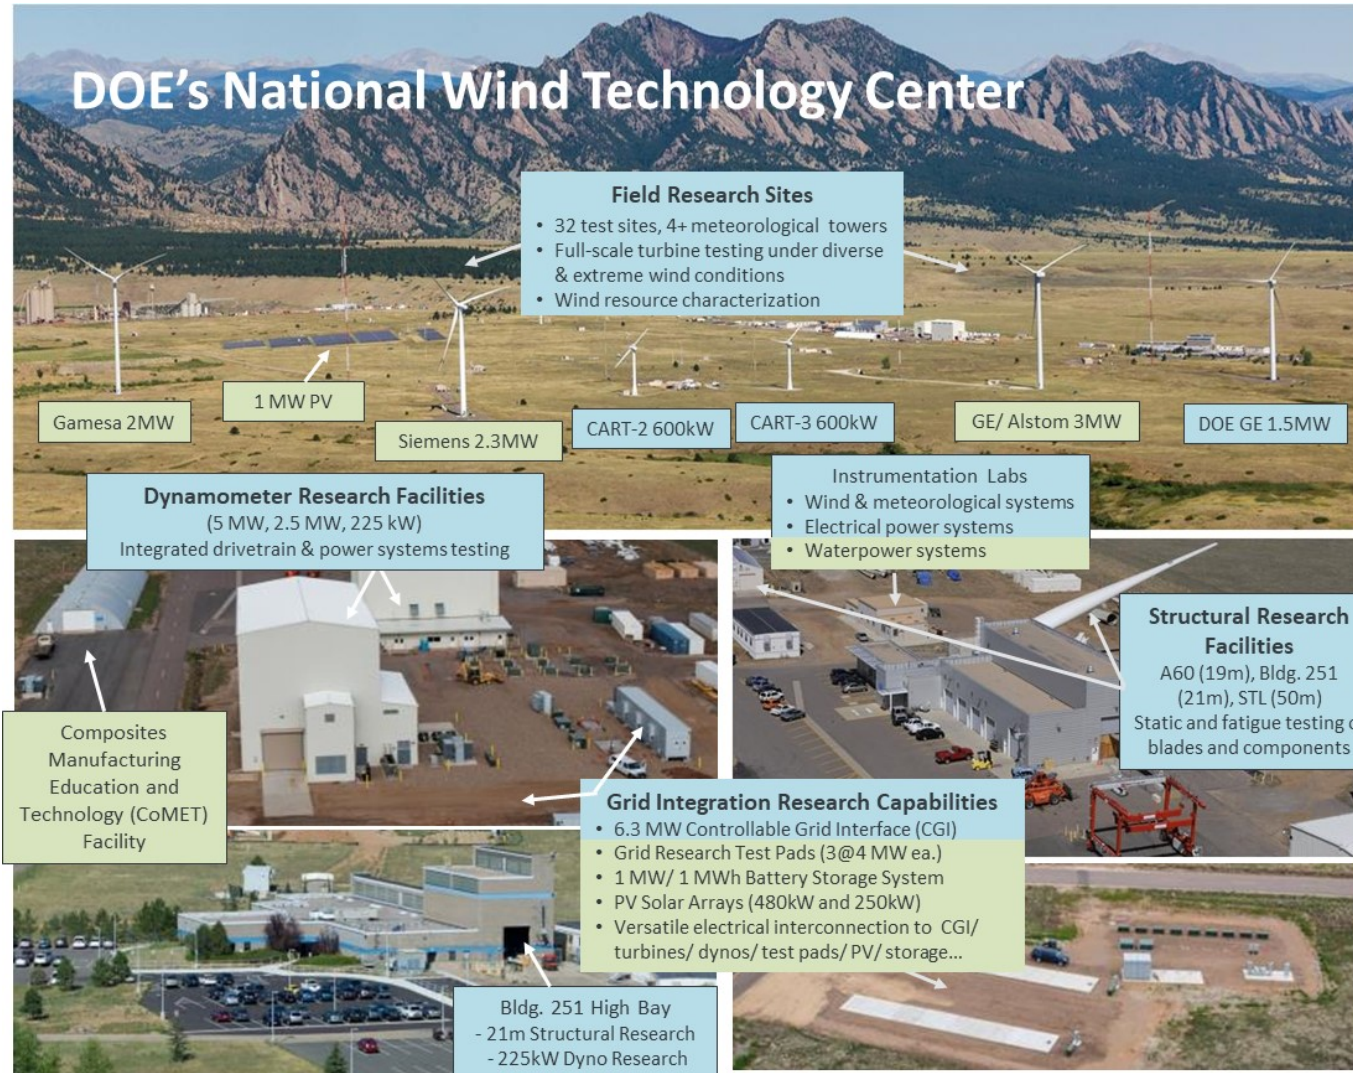 DOE's National Wind Technology Center
Field Research Sites
• 32 test sites, 4+ meteorological towers
• Full-scale turbine testing under diverse
& extreme wind conditions
• Wind resource characterization
Gamesa 2MW
1 MW PV
Siemens 2.3MW
CART-2 600kW
CART-3 600kW
GE/ Alstom 3MW
DOE GE 1.5MW
Dynamometer Research Facilities
(5 MW, 2.5 MW, 225 kW)
Integrated drivetrain & power systems testing
Instrumentation Labs
• Wind & meteorological systems
• Electrical power systems
• Waterpower systems
Structural Research
Facilities
A60 (19m), Bldg. 251
(21m), STL (50m)
Static and fatigue testing
blades and components
Composites
Manufacturing
Education and
Technology (CoMET)
Facility
Grid Integration Research Capabilities
• 6.3 MW Controllable Grid Interface (CGI)
• Grid Research Test Pads (3@4 MW ea.)
• 1 MW/ 1 MWh Battery Storage System
• PV Solar Arrays (480kW and 250kW)
• Versatile electrical interconnection to CGI/
turbines/ dynos/ test pads/ PV/ storage...
Bldg. 251 High Bay
- 21m Structural Research
- 225kW Dyno Research